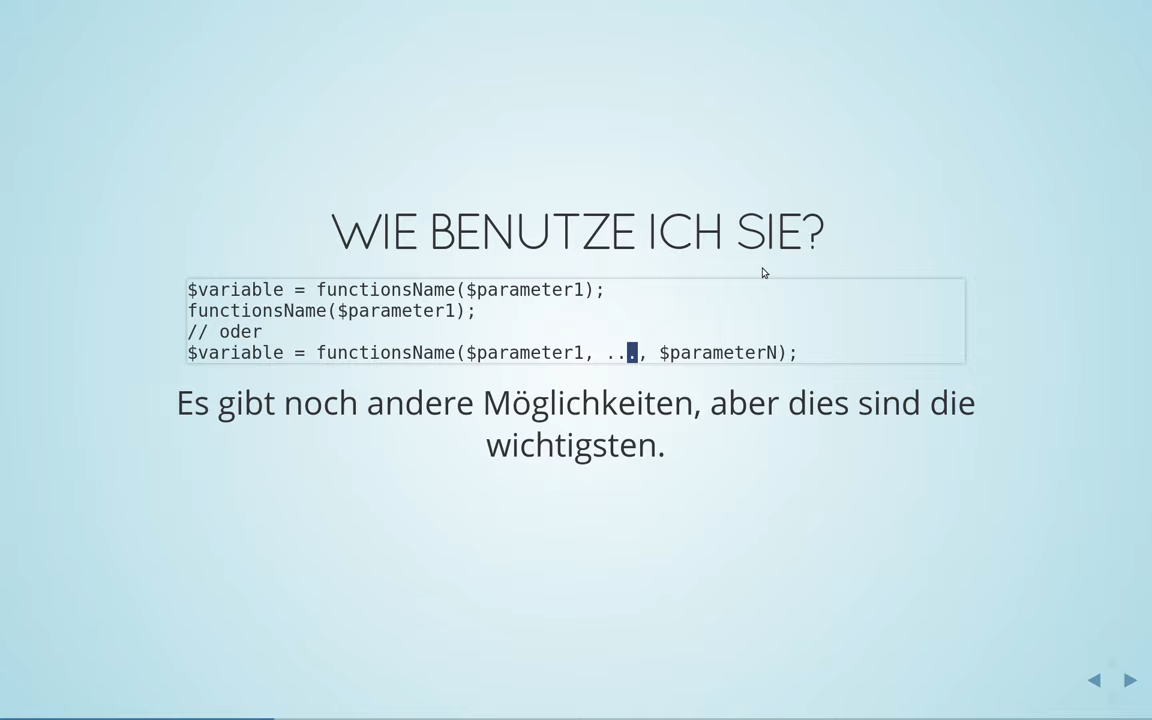 WIE BENUTZE ICH SIE?
$variable = functionsName($parameter1);
functionsName($parameter1);
// oder
$variable = functionsName($parameter1, ..., $parameterN);
Es gibt noch andere Möglichkeiten, aber dies sind die
wichtigsten.